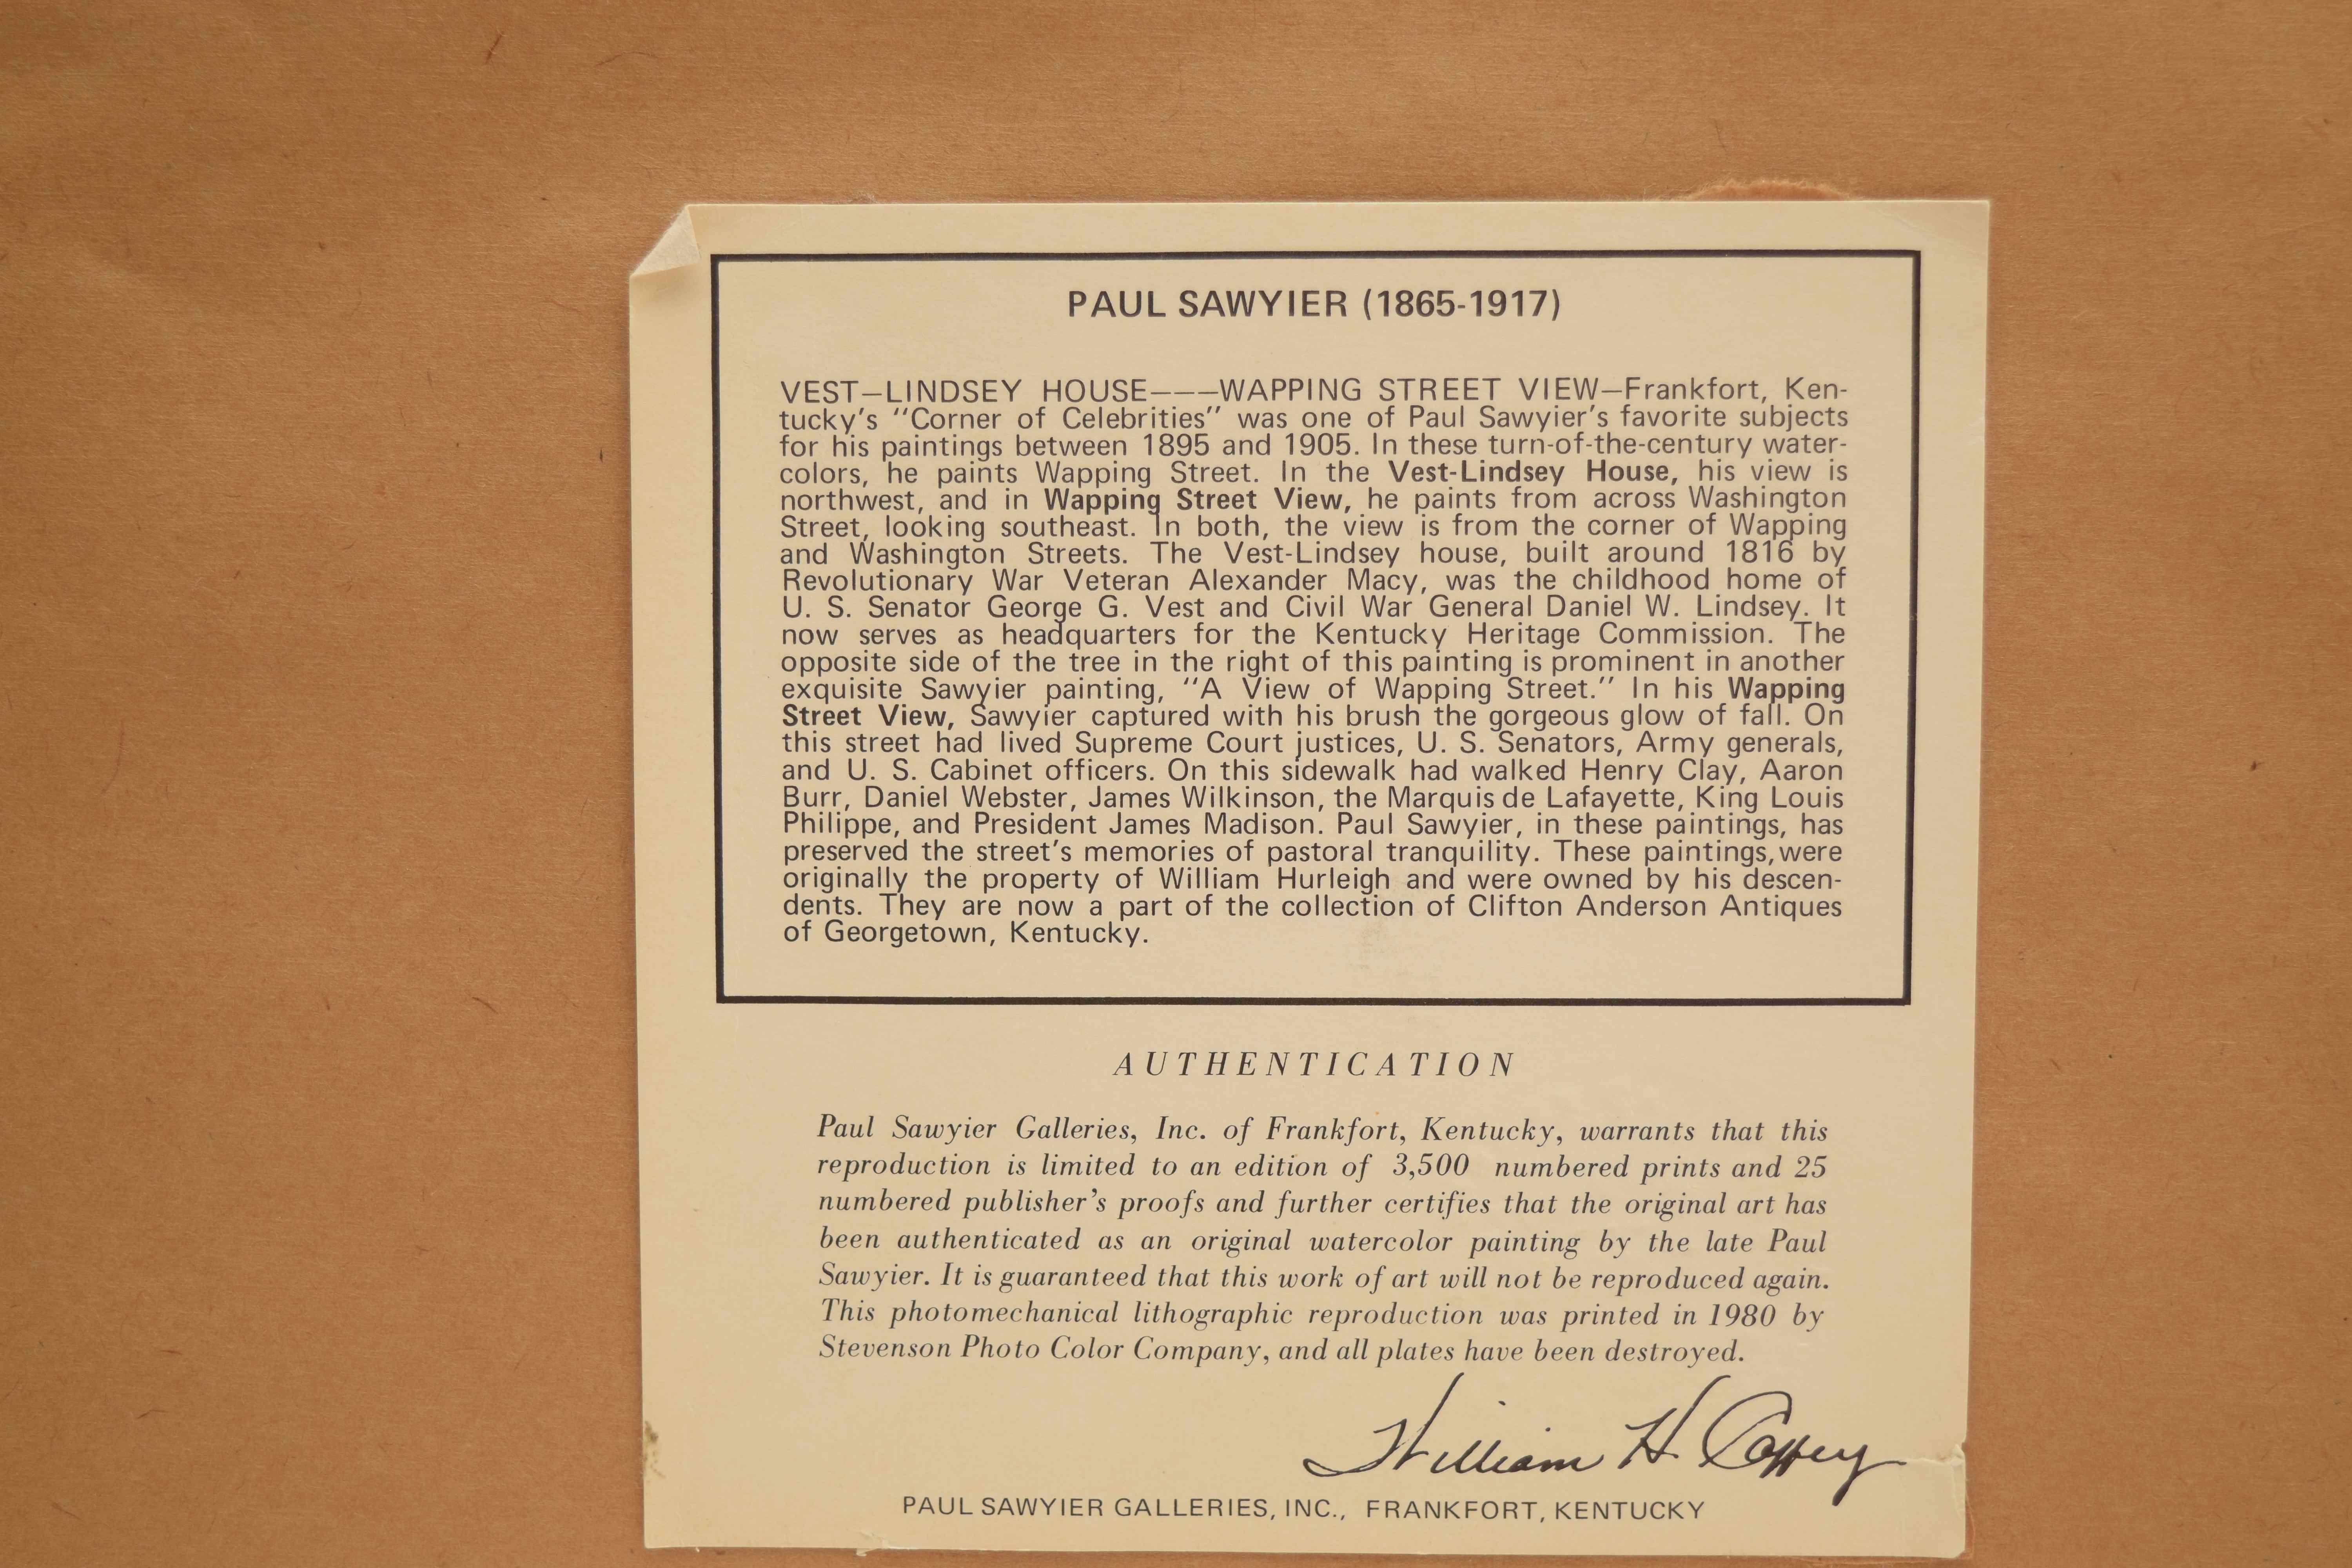 PAUL SAWYIER (1865-1917)
VEST—LINDSEY HOUSE———WAPPING STREET VIEW—Frankfort, Ken-
tucky's "Corner of Celebrities" was one of Paul Sawyier's favorite subjects
for his paintings between 1895 and 1905. In these turn-of-the-century water-
colors, he paints Wapping Street. In the Vest-Lindsey House, his view is
northwest, and in Wapping Street View, he paints from across Washington
Street, looking southeast. In both, the view is from the corner of Wapping
and Washington Streets. The Vest-Lindsey house, built around 1816 by
Revolutionary War Veteran Alexander Macy, was the childhood home of
U. S. Senator George G. Vest and Civil War General Daniel W. Lindsey. It
now serves as headquarters for the Kentucky Heritage Commission. The
opposite side of the tree in the right of this painting is prominent in another
exquisite Sawyier painting, "A View of Wapping Street." In his Wapping
Street View, Sawyier captured with his brush the gorgeous glow of fall. On
this street had lived Supreme Court justices, U. S. Senators, Army generals,
and U. S. Cabinet officers. On this sidewalk had walked Henry Clay, Aaron
Burr, Daniel Webster, James Wilkinson, the Marquis de Lafayette, King Louis
Philippe, and President James Madison. Paul Sawyier, in these paintings, has
preserved the street's memories of pastoral tranquility. These paintings, were
originally the property of William Hurleigh and were owned by his descen-
dents. They are now a part of the collection of Clifton Anderson Antiques
of Georgetown, Kentucky.
AUTHENTICATION
Paul Sawyier Galleries, Inc. of Frankfort, Kentucky, warrants that this
reproduction is limited to an edition of 3,500 numbered prints and 25
numbered publisher's proofs and further certifies that the original art has
been authenticated as an original watercolor painting by the late Paul
Sawyier. It is guaranteed that this work of art will not be reproduced again.
This photomechanical lithographic reproduction was printed in 1980 by
Stevenson Photo Color Company, and all plates have been destroyed.
William H. Coffey
PAUL SAWYIER GALLERIES, INC., FRANKFORT, KENTUCKY